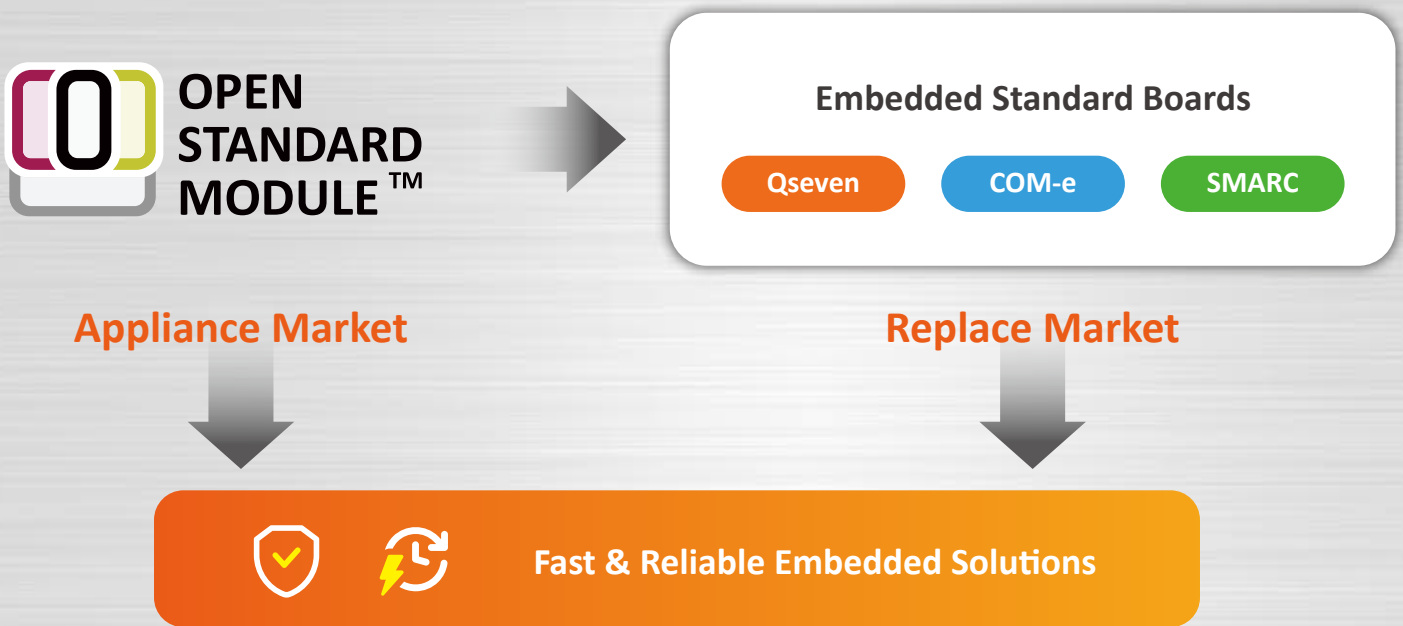 OPEN
STANDARD
MODULE™
Embedded Standard Boards
Qseven
COM-e
SMARC
Appliance Market
Replace Market
Fast & Reliable Embedded Solutions